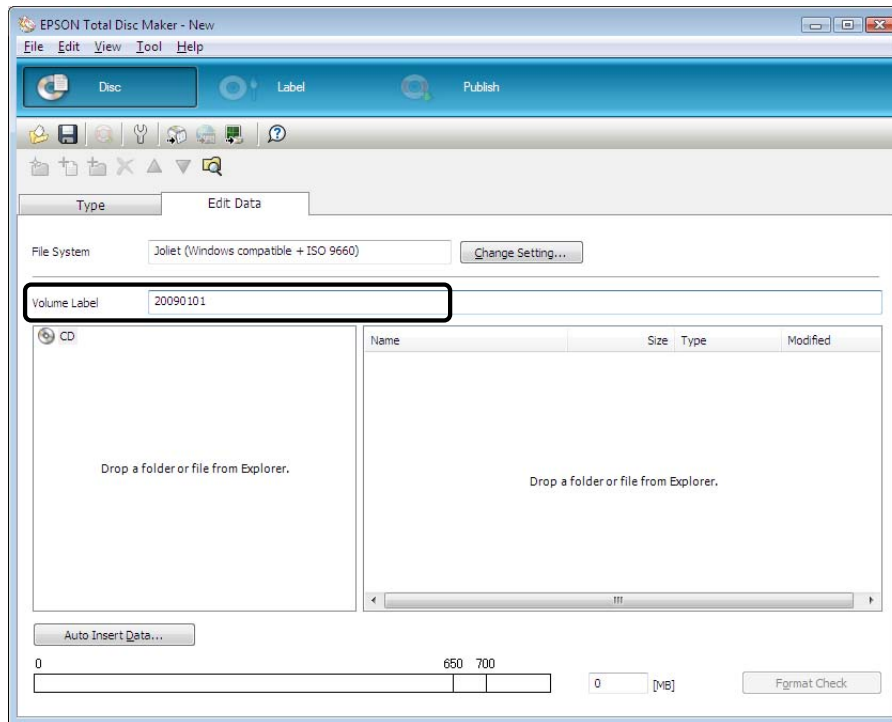 EPSON Total Disc Maker - New
File Edit View Tool Help
Disc Label Publish
Type Edit Data
File System Joliet (Windows compatible + ISO 9660) Change Setting...
Volume Label 20090101
CD
Name Size Type Modified
Drop a folder or file from Explorer.
Drop a folder or file from Explorer.
Auto Insert Data...
0 650 700
0 [MB] Format Check